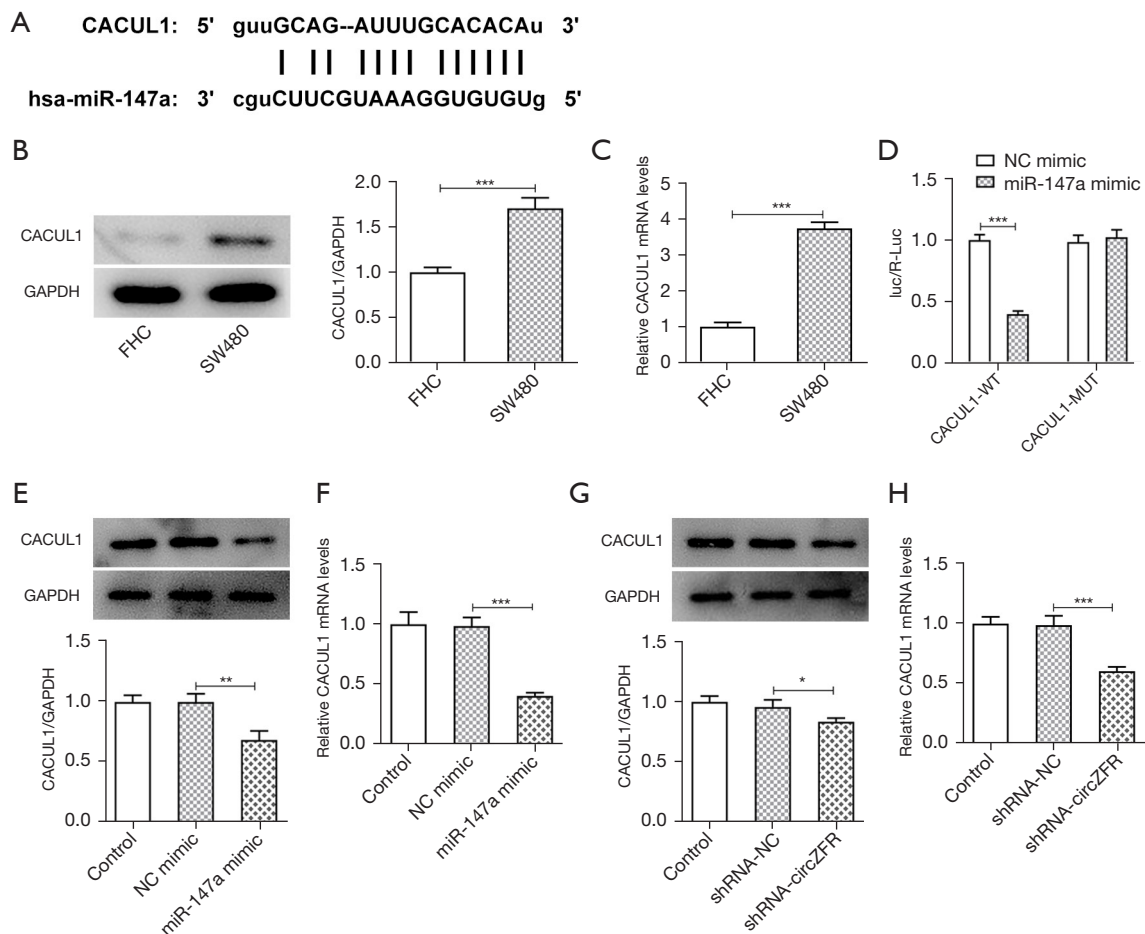 A
CACUL1: 5' guuGCAG--AUUUGCACACAu 3'
hsa-miR-147a: 3' cguCUUCGUAAAGGUGUGUg 5'
B
CACUL1
GAPDH
FHC
SW480
CACUL1/GAPDH
2.0
1.5
1.0
0.5
0.0
***
FHC
SW480
C
Relative CACUL1 mRNA levels
5
4
3
2
1
0
***
FHC
SW480
D
NC mimic
miR-147a mimic
luc/R-Luc
1.5
1.0
0.5
0.0
***
CACUL1-WT
CACUL1-MUT
E
CACUL1
GAPDH
CACUL1/GAPDH
1.5
1.0
0.5
0.0
**
Control
NC mimic
miR-147a mimic
F
Relative CACUL1 mRNA levels
1.5
1.0
0.5
0.0
***
Control
NC mimic
miR-147a mimic
G
CACUL1
GAPDH
CACUL1/GAPDH
1.5
1.0
0.5
0.0
*
Control
shRNA-NC
shRNA-circZFR
H
Relative CACUL1 mRNA levels
1.5
1.0
0.5
0.0
***
Control
shRNA-NC
shRNA-circZFR